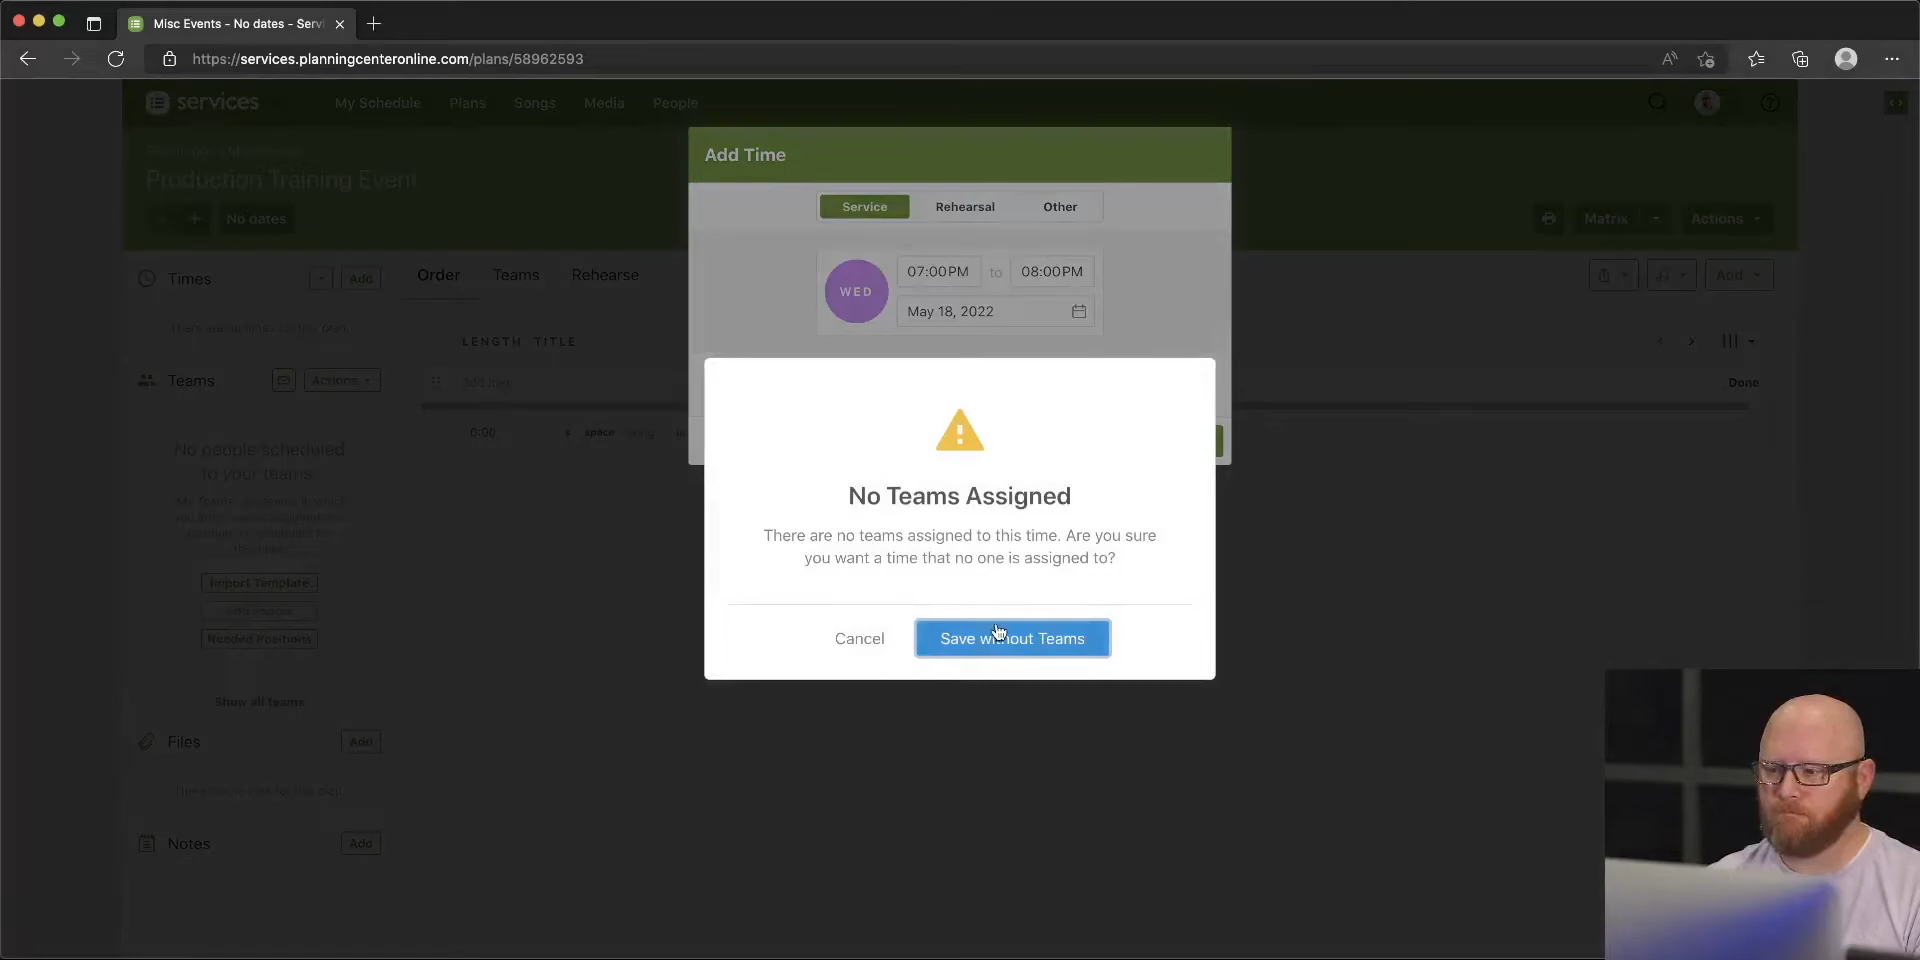 Misc Events - No dates - Servi
https://services.planningcenteronline.com/plans/58962593
services
My Schedule
Plans
Songs
Media
People
Production Training Event
No dates
Matrix
Actions
Add Time
Service
Rehearsal
Other
WED
07:00PM
to
08:00PM
May 18, 2022
Times
Add
Order
Teams
Rehearse
Add
LENGTH TITLE
Teams
Actions
Done
0:00
space
No people scheduled
to your teams.
Import Template
Needed Positions
Show all teams
Files
Add
Notes
Add
No Teams Assigned
There are no teams assigned to this time. Are you sure
you want a time that no one is assigned to?
Cancel
Save without Teams